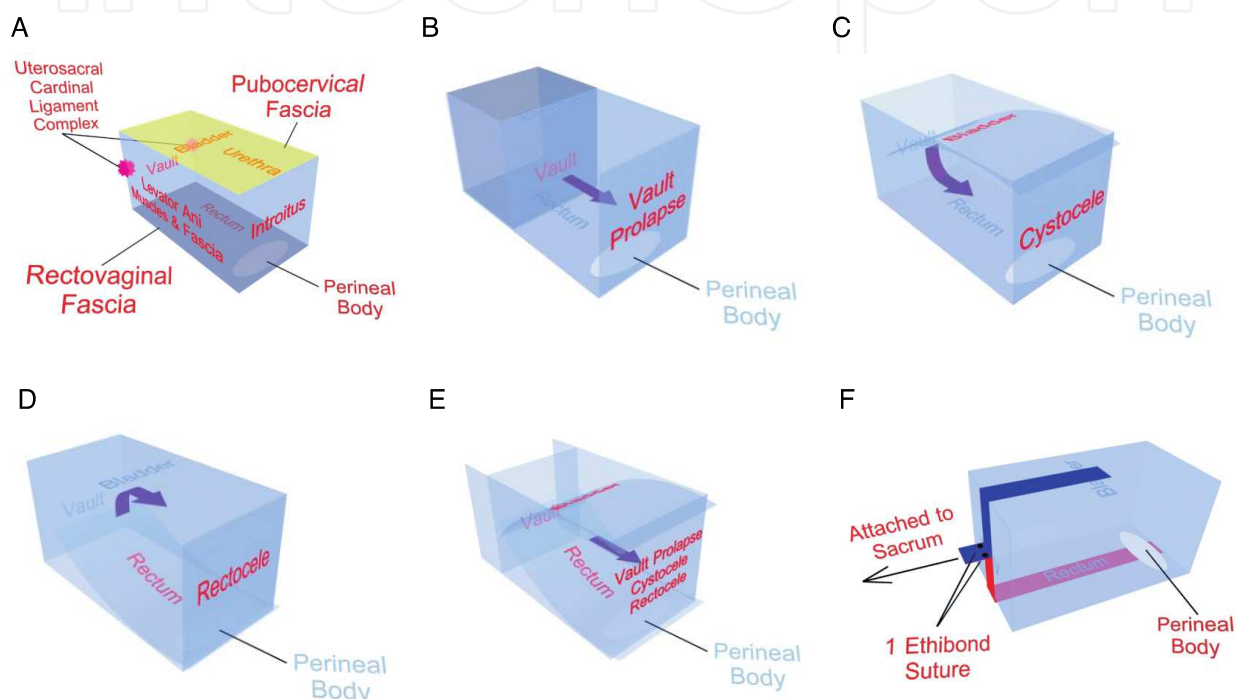 A
Uterosacral
Cardinal
Ligament
Complex
Pubocervical
Fascia
Bladder
Urethra
Vault
Levator Ani
Muscles & Fascia
Rectum
Introitus
Rectovaginal
Fascia
Perineal
Body
B
Vault
Rectum
Vault
Prolapse
Perineal
Body
C
Vault
Bladder
Rectum
Cystocele
Perineal
Body
D
Bladder
Vault
Rectum
Rectocele
Perineal
Body
E
Vault
Rectum
Vault Prolapse
Cystocele
Rectocele
Perineal
Body
F
Attached to
Sacrum
Rectum
1 Ethibond
Suture
Perineal
Body